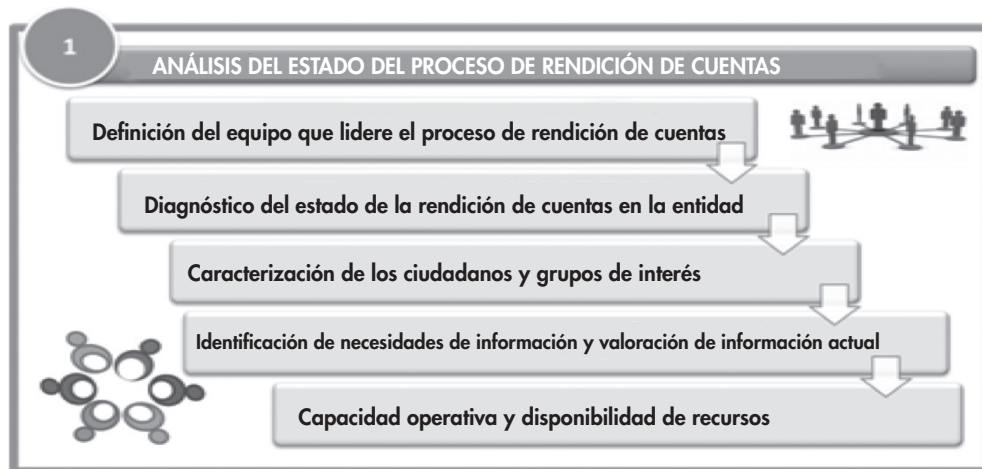 1
ANÁLISIS DEL ESTADO DEL PROCESO DE RENDICIÓN DE CUENTAS
Definición del equipo que lidere el proceso de rendición de cuentas
Diagnóstico del estado de la rendición de cuentas en la entidad
Caracterización de los ciudadanos y grupos de interés
Identificación de necesidades de información y valoración de información actual
Capacidad operativa y disponibilidad de recursos